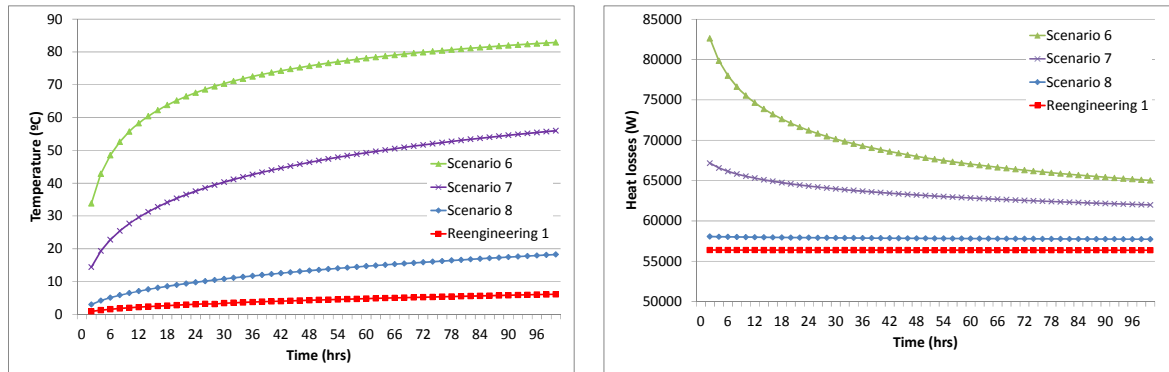 90
80
70
60
50
40
30
20
10
0
Temperature (ºC)
Scenario 6
Scenario 7
Scenario 8
Reengineering 1
0 6 12 18 24 30 36 42 48 54 60 66 72 78 84 90 96
Time (hrs)
85000
80000
75000
70000
65000
60000
55000
50000
Heat losses (W)
Scenario 6
Scenario 7
Scenario 8
Reengineering 1
0 6 12 18 24 30 36 42 48 54 60 66 72 78 84 90 96
Time (hrs)